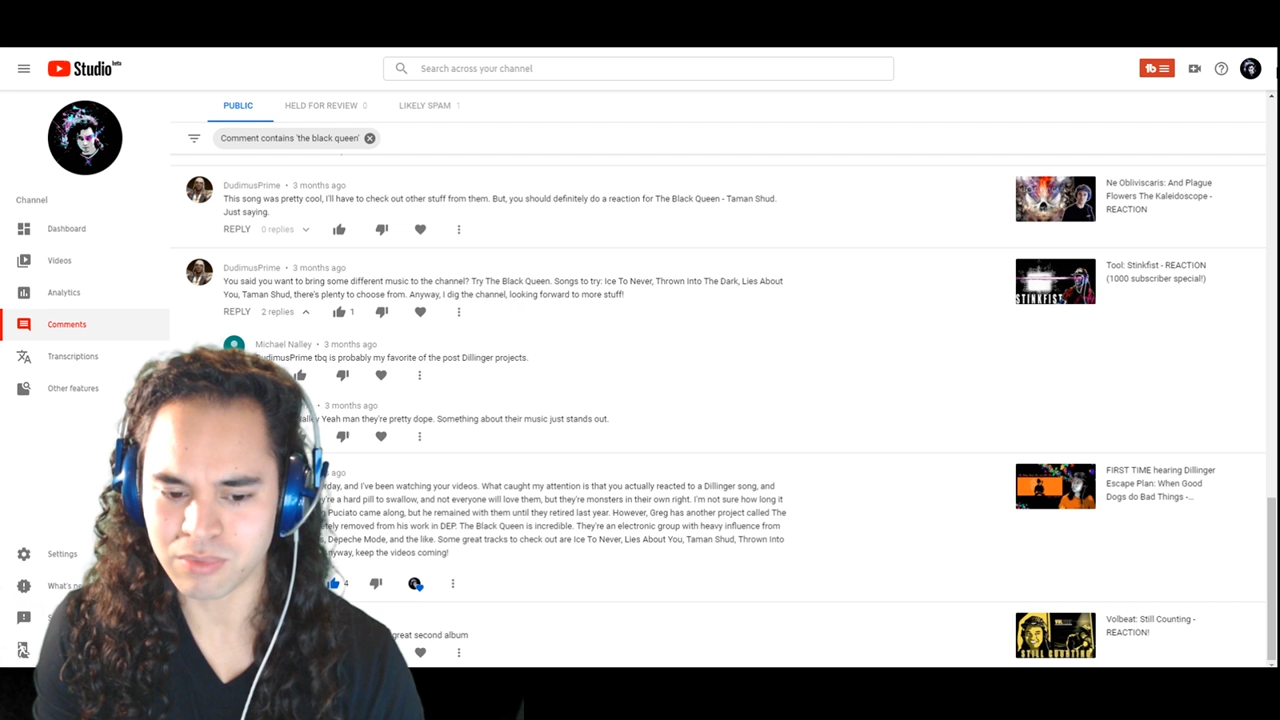 Studio beta
Search across your channel
PUBLIC
HELD FOR REVIEW 0
LIKELY SPAM 1
Comment contains 'the black queen'
Channel
Dashboard
Videos
Analytics
Comments
Transcriptions
Other features
Settings
What's
DudimusPrime • 3 months ago
This song was pretty cool, I'll have to check out other stuff from them. But, you should definitely do a reaction for The Black Queen - Taman Shud.
Just saying.
REPLY 0 replies
Ne Obliviscaris: And Plague
Flowers The Kaleidoscope -
REACTION
DudimusPrime • 3 months ago
You said you want to bring some different music to the channel? Try The Black Queen. Songs to try: Ice To Never, Thrown Into The Dark, Lies About
You, Taman Shud, there's plenty to choose from. Anyway, I dig the channel, looking forward to more stuff!
REPLY 2 replies 1
STINKFIST
Tool: Stinkfist - REACTION
(1000 subscriber special!)
Michael Nalley • 3 months ago
DudimusPrime tbq is probably my favorite of the post Dillinger projects.
• 3 months ago
Yeah man they're pretty dope. Something about their music just stands out.
ago
and I've been watching your videos. What caught my attention is that you actually reacted to a Dillinger song, and
a hard pill to swallow, and not everyone will love them, but they're monsters in their own right. I'm not sure how long it
Puciato came along, but he remained with them until they retired last year. However, Greg has another project called The
removed from his work in DEP. The Black Queen is incredible. They're an electronic group with heavy influence from
Depeche Mode, and the like. Some great tracks to check out are Ice To Never, Lies About You, Taman Shud, Thrown Into
keep the videos coming!
4
FIRST TIME hearing Dillinger
Escape Plan: When Good
Dogs do Bad Things -...
great second album
STILL COUNTING
Volbeat: Still Counting -
REACTION!